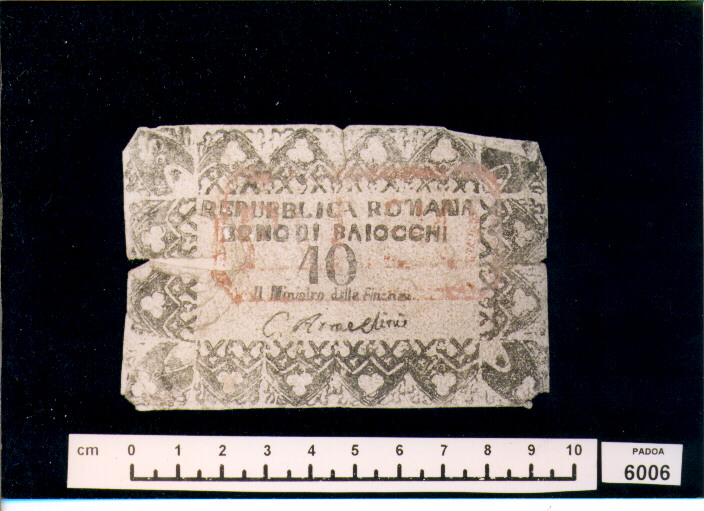 REPUBBLICA ROMANA
BONO DI BAIOCCHI
10
Il Ministro delle Finanze
C. Armellini
cm 0 1 2 3 4 5 6 7 8 9 10
PADOA
6006